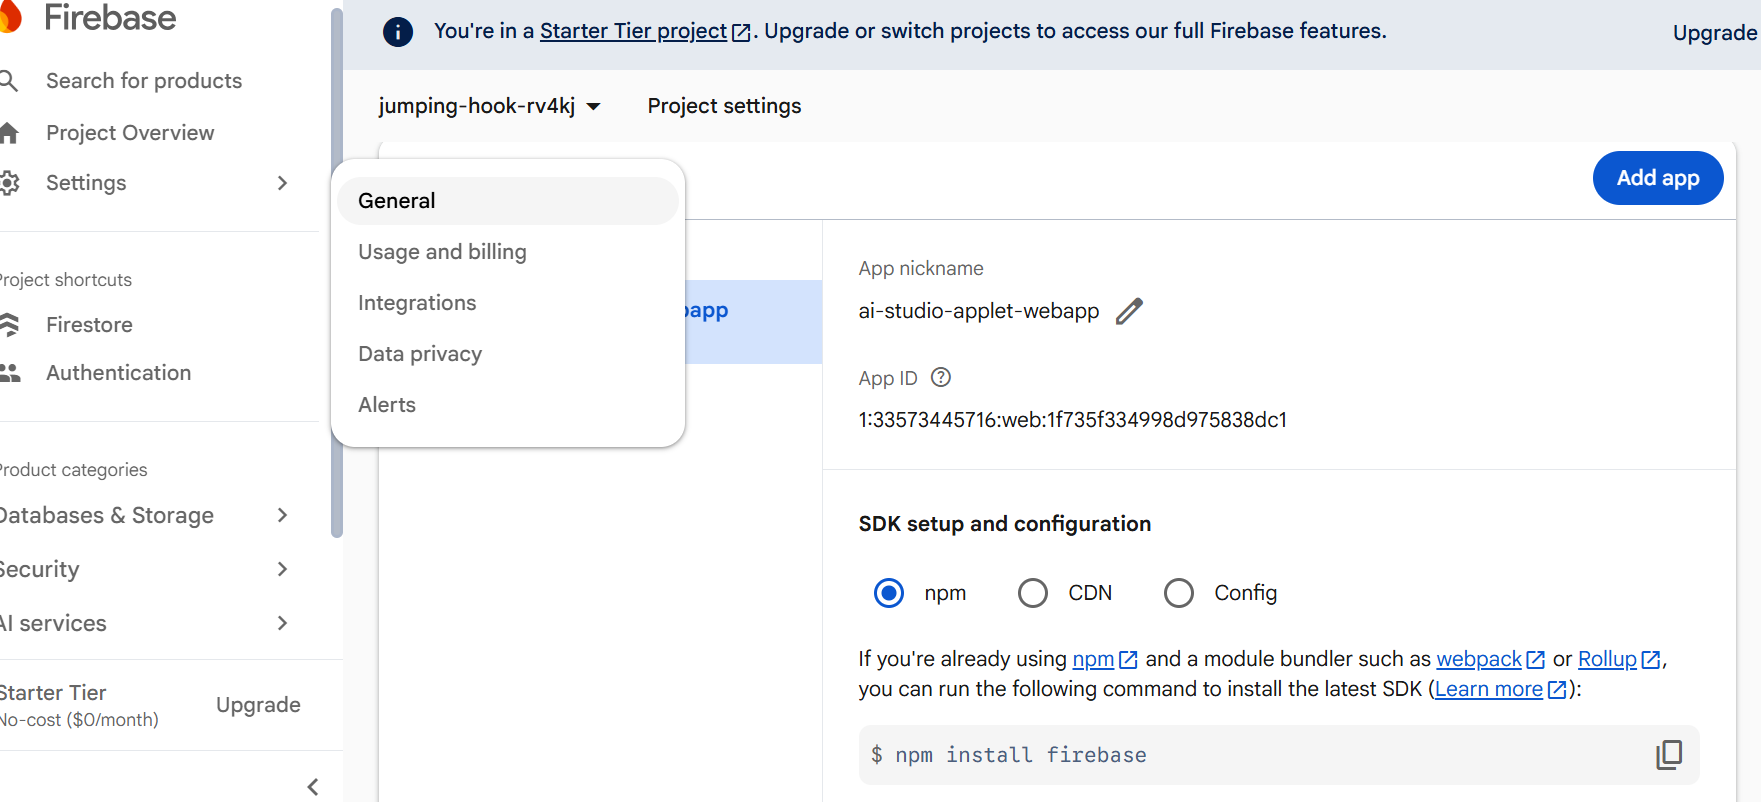 Firebase
Search for products
Project Overview
Settings
Project shortcuts
Firestore
Authentication
Product categories
Databases & Storage
Security
AI services
Starter Tier
No-cost ($0/month)
Upgrade
You're in a Starter Tier project. Upgrade or switch projects to access our full Firebase features.
Upgrade
jumping-hook-rv4kj
Project settings
General
Usage and billing
Integrations
Data privacy
Alerts
Add app
App nickname
ai-studio-applet-webapp
App ID
1:33573445716:web:1f735f334998d975838dc1
SDK setup and configuration
npm
CDN
Config
If you're already using npm and a module bundler such as webpack or Rollup,
you can run the following command to install the latest SDK (Learn more):
$ npm install firebase